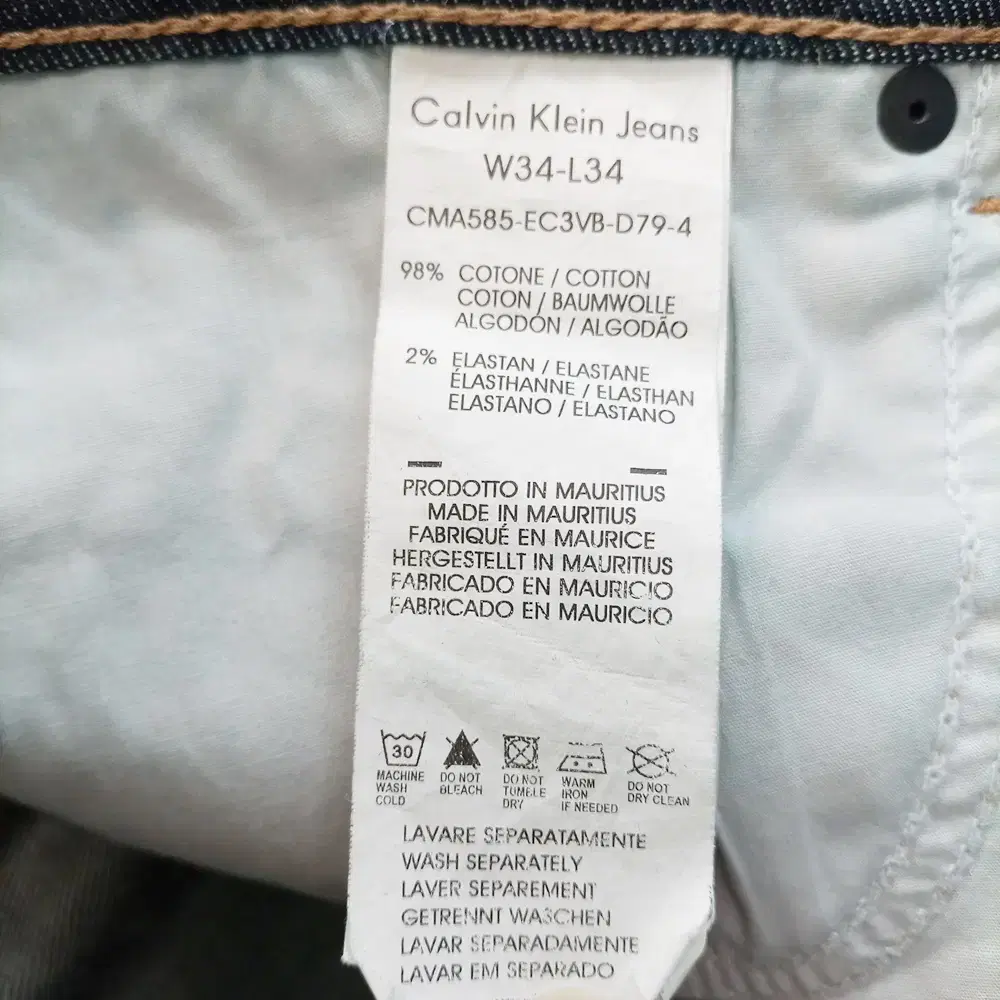 Calvin Klein Jeans
W34-L34
CMA585-EC3VB-D79-4
98% COTONE / COTTON
COTON / BAUMWOLLE
ALGODÓN / ALGODÃO
2% ELASTAN / ELASTANE
ÉLASTHANNE / ELASTHAN
ELASTANO / ELASTANO
PRODOTTO IN MAURITIUS
MADE IN MAURITIUS
FABRIQUÉ EN MAURICE
HERGESTELLT IN MAURITIUS
FABRICADO EN MAURICIO
FABRICADO EN MAURICIO
30
MACHINE
WASH
COLD
DO NOT
BLEACH
DO NOT
TUMBLE
DRY
WARM
IRON
IF NEEDED
DO NOT
DRY CLEAN
LAVARE SEPARATAMENTE
WASH SEPARATELY
LAVER SEPAREMENT
GETRENNT WASCHEN
LAVAR SEPARADAMENTE
LAVAR EM SEPARADO